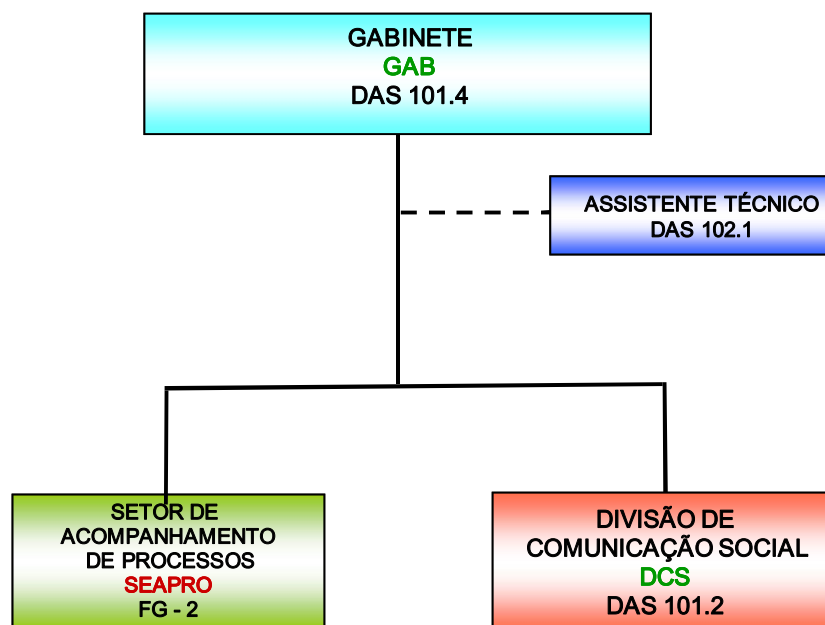 GABINETE
GAB
DAS 101.4
ASSISTENTE TÉCNICO
DAS 102.1
SETOR DE
ACOMPANHAMENTO
DE PROCESSOS
SEAPRO
FG - 2
DIVISÃO DE
COMUNICAÇÃO SOCIAL
DCS
DAS 101.2